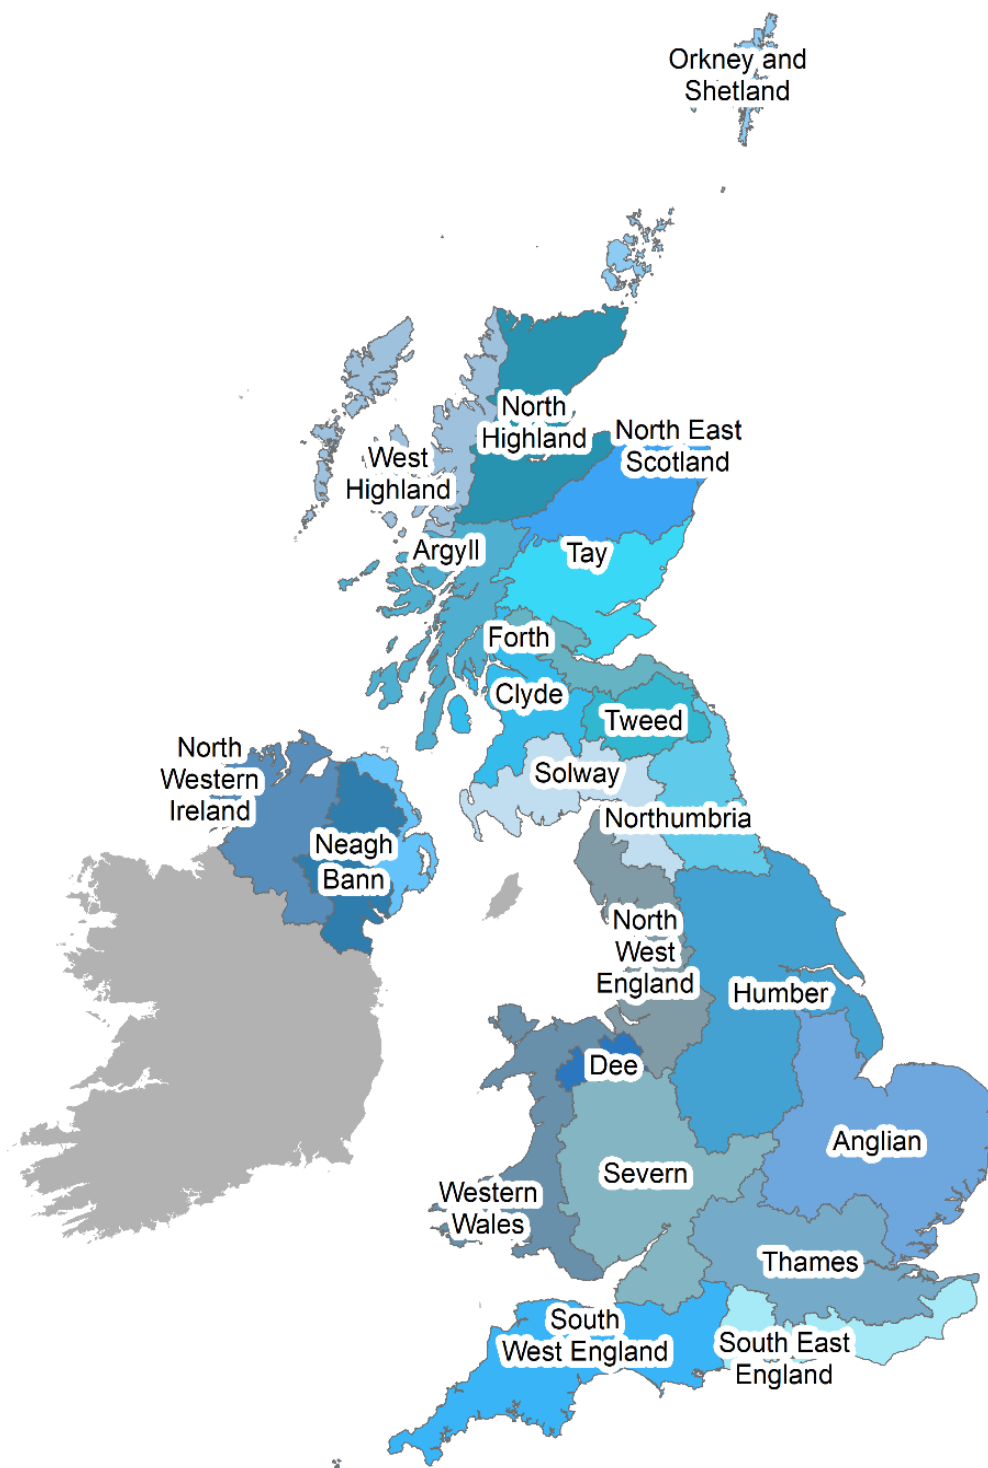 Orkney and
Shetland
North
Highland
North East
Scotland
West
Highland
Argyll
Tay
Forth
Clyde
Tweed
North
Western
Ireland
Solway
Northumbria
Neagh
Bann
North
West
England
Humber
Dee
Anglian
Severn
Western
Wales
Thames
South
West England
South East
England